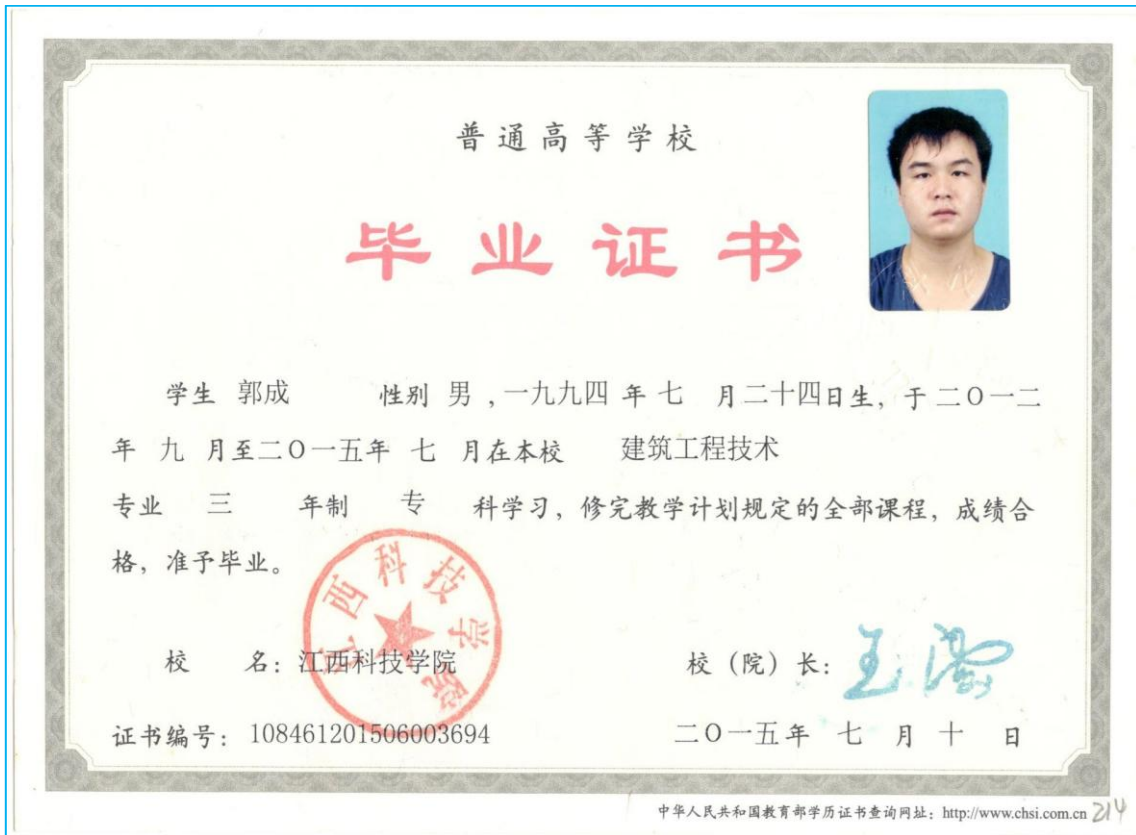 普通高等学校
毕业证书
学生 郭成 性别 男，一九九四 年 七 月二十四日生，于二〇一二
年 九 月至二〇一五年 七 月在本校 建筑工程技术
专业 三 年制 专 科学习，修完教学计划规定的全部课程，成绩合
格，准予毕业。
江西科技学院
校 名：江西科技学院 校（院）长：
证书编号：108461201506003694 二〇一五年 七 月 十 日
中华人民共和国教育部学历证书查询网址：http://www.chsi.com.cn 214